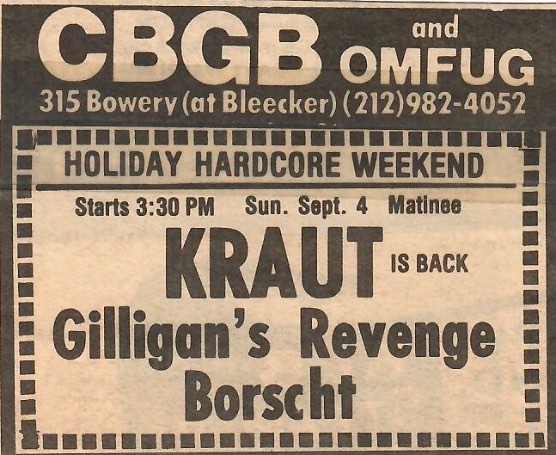 CBGB and
OMFUG
315 Bowery (at Bleecker) (212)982-4052
HOLIDAY HARDCORE WEEKEND
Starts 3:30 PM Sun. Sept. 4 Matinee
KRAUT IS BACK
Gilligan's Revenge
Borscht